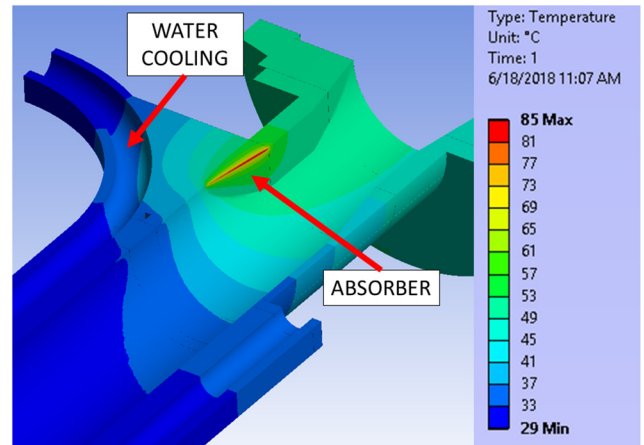 WATER
COOLING
ABSORBER
Type: Temperature
Unit: °C
Time: 1
6/18/2018 11:07 AM
85 Max
81
77
73
69
65
61
57
53
49
45
41
37
33
29 Min